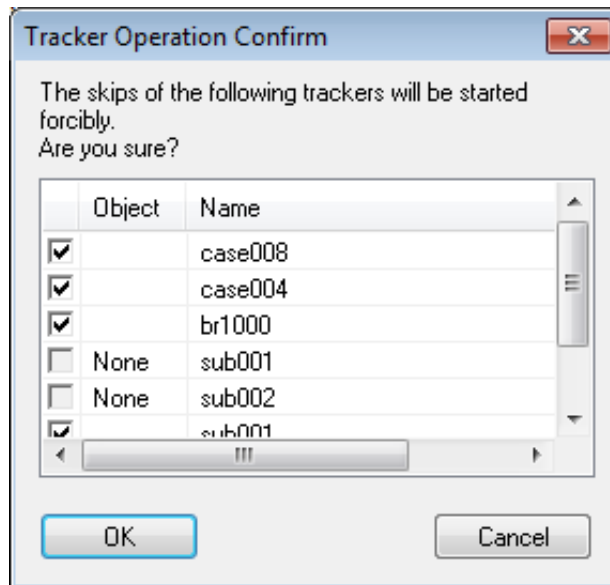 Tracker Operation Confirm
The skips of the following trackers will be started
forcibly.
Are you sure?
Object Name
case008
case004
br1000
None sub001
None sub002
sub001
OK Cancel